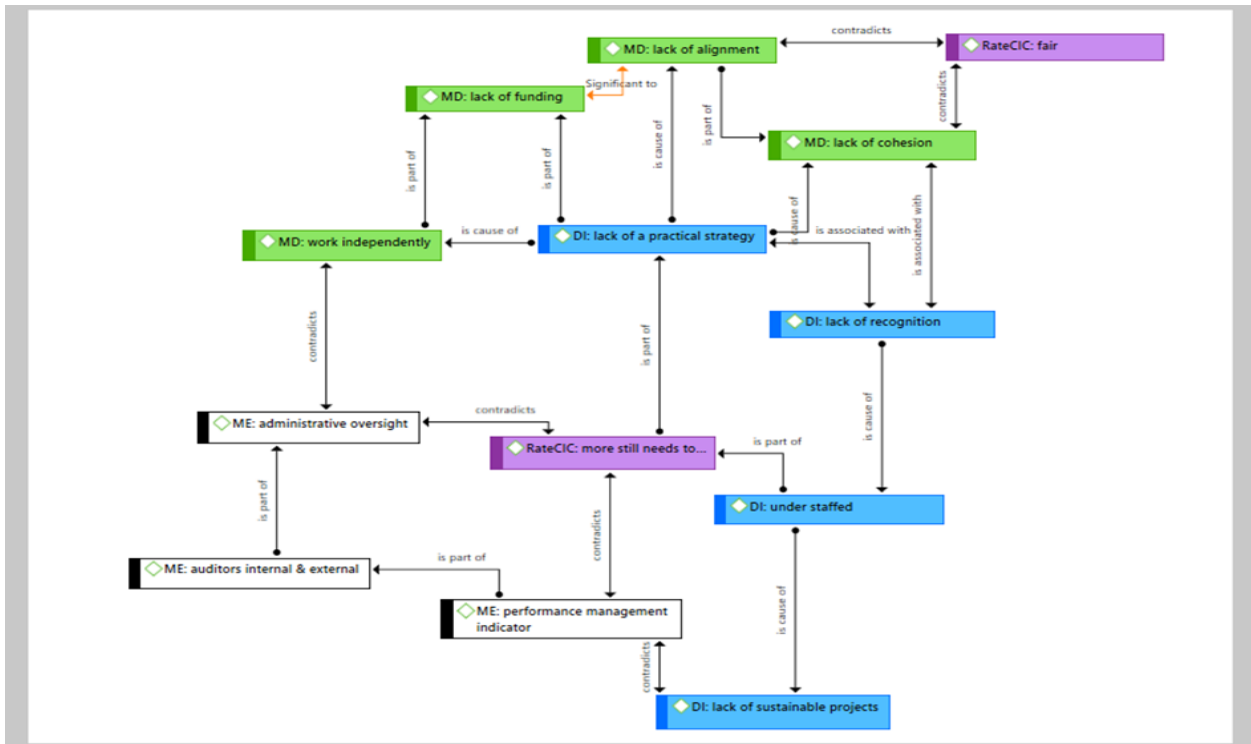 contradicts
MD: lack of alignment
RateCIC: fair
Significant to
MD: lack of funding
contradicts
is part of
is cause of
MD: lack of cohesion
is part of
is part of
is cause of
is associated with
is associated with
MD: work independently
is cause of
DI: lack of a practical strategy
DI: lack of recognition
contradicts
is part of
is cause of
ME: administrative oversight
contradicts
RateCIC: more still needs to...
is part of
is part of
DI: under staffed
contradicts
ME: auditors internal & external
is part of
ME: performance management
indicator
is cause of
contradicts
DI: lack of sustainable projects